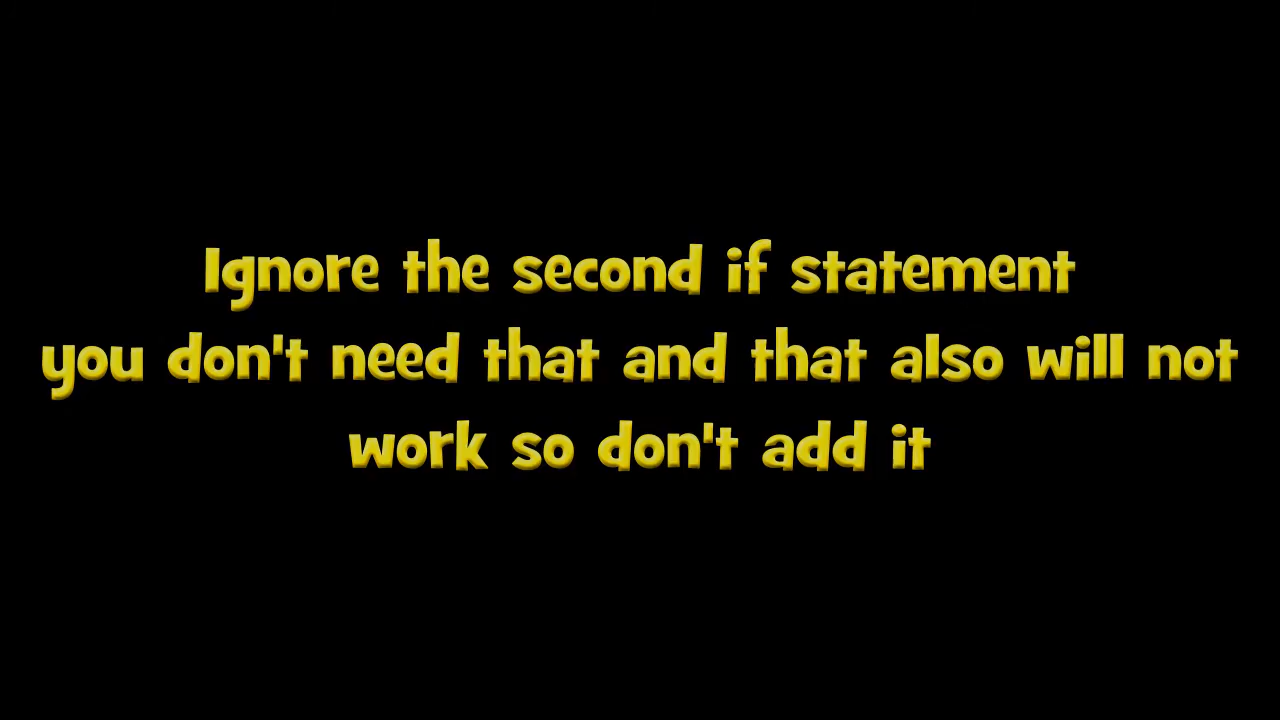 Ignore the second if statement
you don't need that and that also will not
work so don't add it